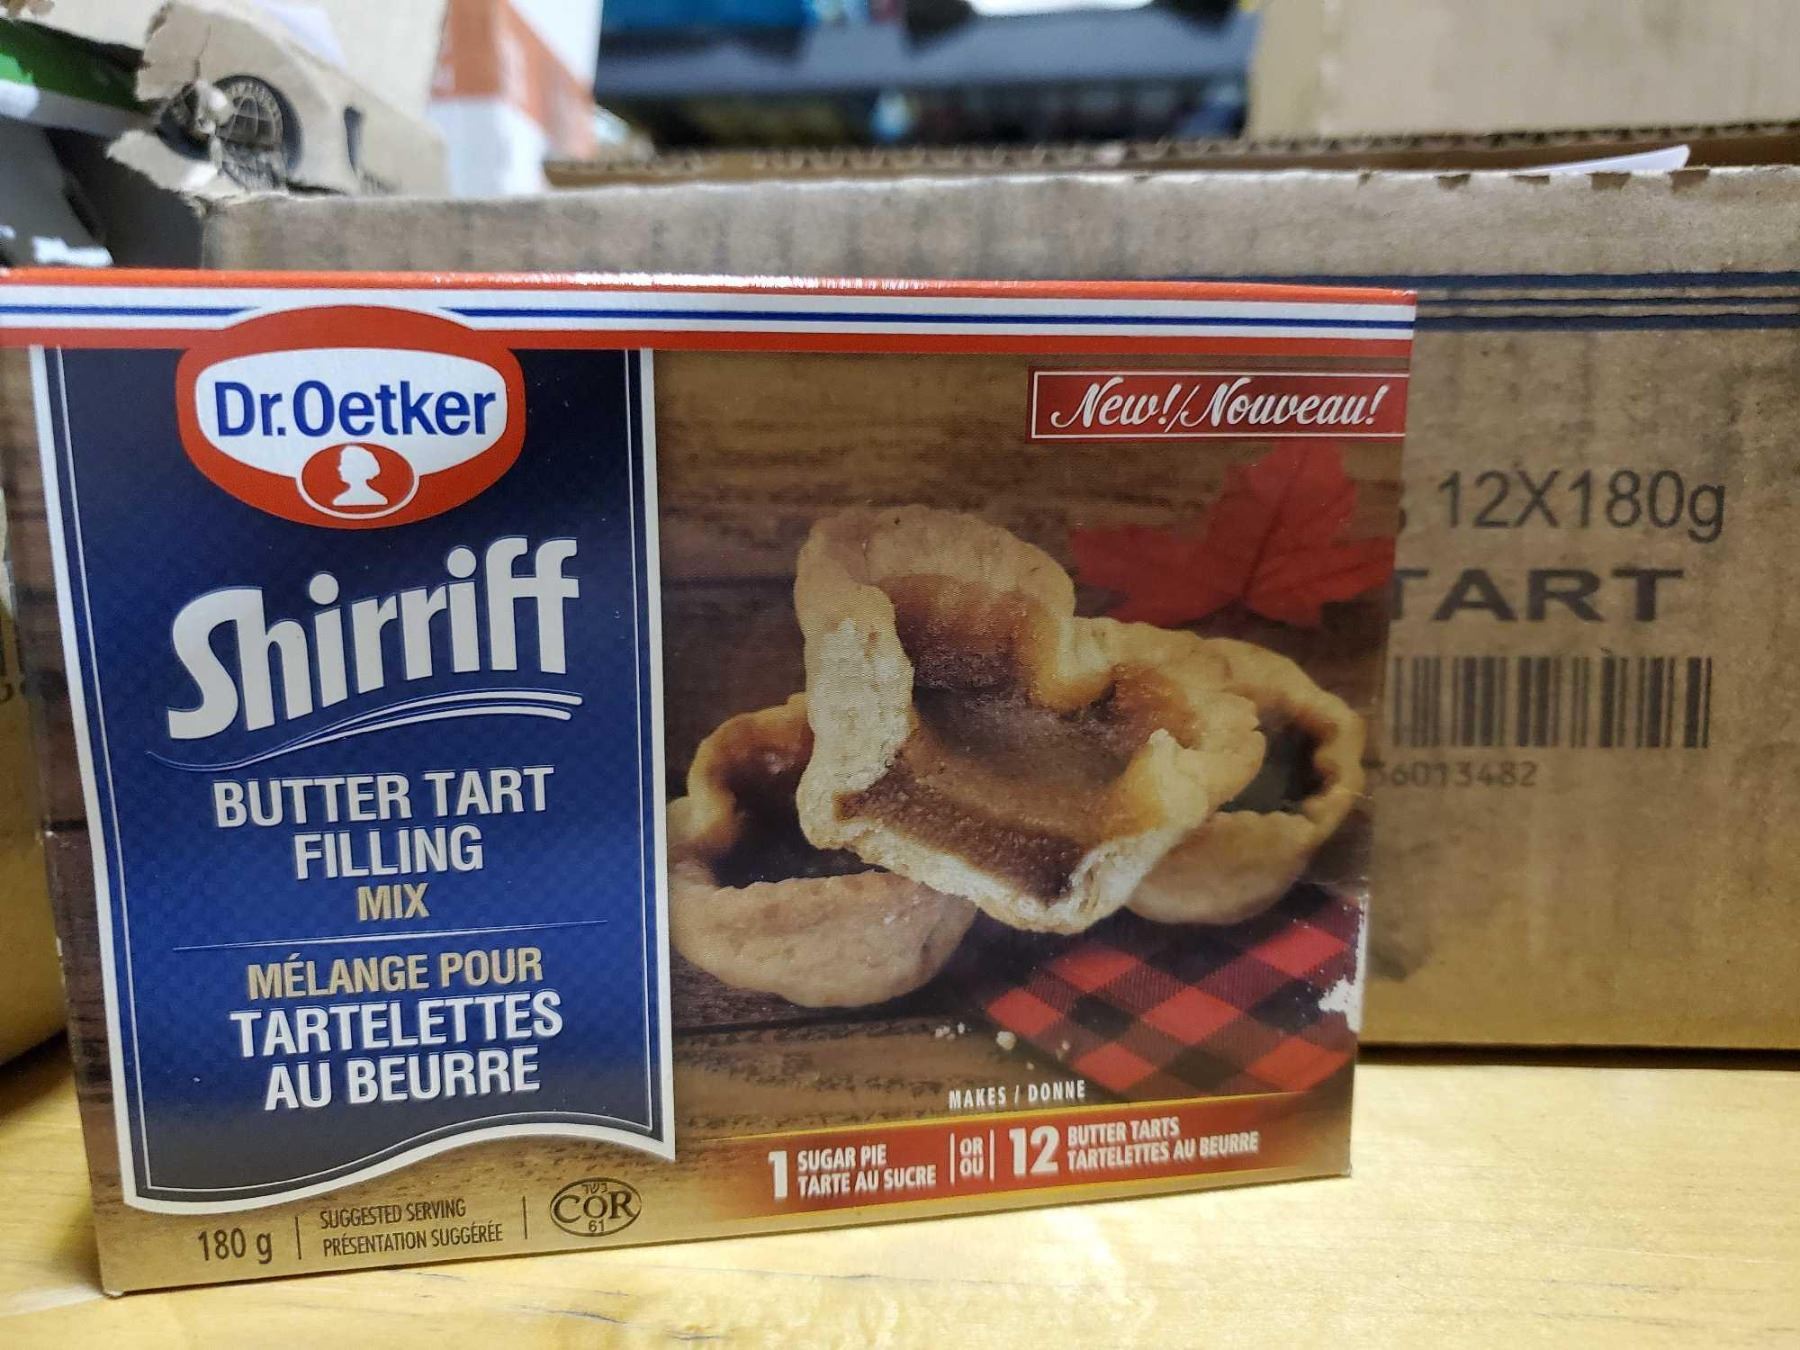 Dr.Oetker
Shirriff
BUTTER TART
FILLING
MIX
MÉLANGE POUR
TARTELETTES
AU BEURRE
180 g
SUGGESTED SERVING
PRÉSENTATION SUGGÉRÉE
כשר
COR
61
New!/Nouveau!
MAKES / DONNE
1 SUGAR PIE
TARTE AU SUCRE
OR
OU
12 BUTTER TARTS
TARTELETTES AU BEURRE
12X180g
TART
56013482